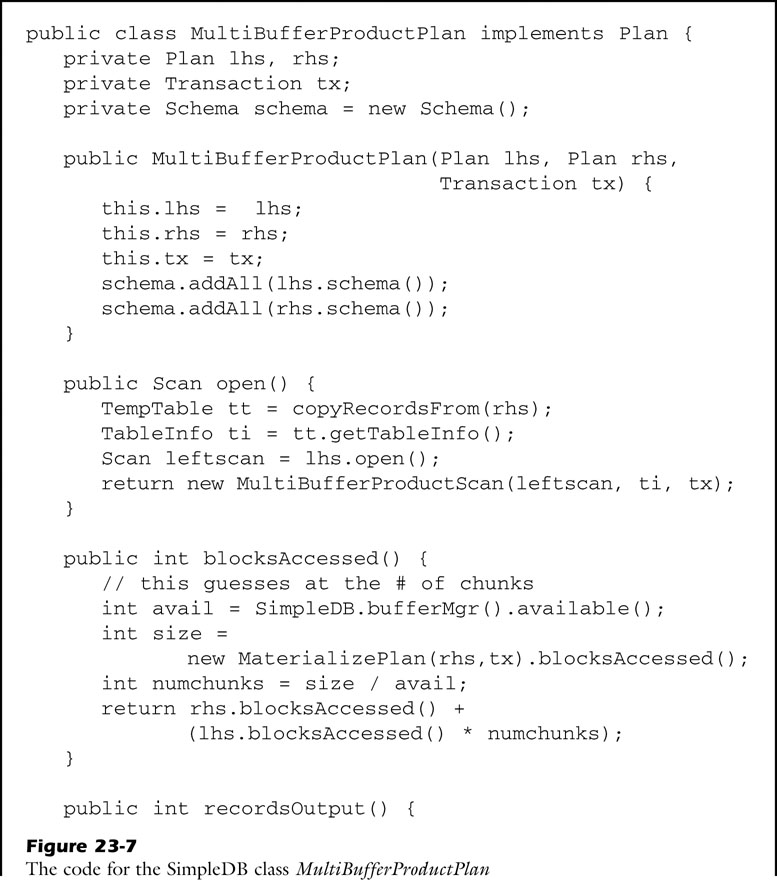 public class MultiBufferProductPlan implements Plan {
private Plan lhs, rhs;
private Transaction tx;
private Schema schema = new Schema();
public MultiBufferProductPlan(Plan lhs, Plan rhs,
Transaction tx) {
this.lhs =  lhs;
this.rhs = rhs;
this.tx = tx;
schema.addAll(lhs.schema());
schema.addAll(rhs.schema());
}
public Scan open() {
TempTable tt = copyRecordsFrom(rhs);
TableInfo ti = tt.getTableInfo();
Scan leftscan = lhs.open();
return new MultiBufferProductScan(leftscan, ti, tx);
}
public int blocksAccessed() {
// this guesses at the # of chunks
int avail = SimpleDB.bufferMgr().available();
int size =
new MaterializePlan(rhs,tx).blocksAccessed();
int numchunks = size / avail;
return rhs.blocksAccessed() +
(lhs.blocksAccessed() * numchunks);
}
public int recordsOutput() {
Figure 23-7
The code for the SimpleDB class MultiBufferProductPlan